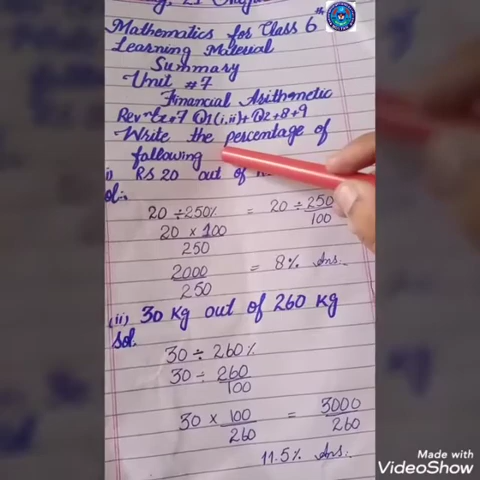 Mathematics for Class 6th
Learning Material
Summary
Unit #7
Financial Arithmetic
Rev Ex#7 Q1(i,ii)+Q2+8+9
Write the percentage of
following
i) RS 20 out of
Sol:-
20 ÷ 250% = 20 ÷ 250/100
20 × 100
250
2000/250 = 8% Ans.
(ii) 30 Kg out of 260 Kg
Sol.
30 ÷ 260%
30 ÷ 260/100
30 × 100/260 = 3000/260
11.5% Ans.
Made with
VideoShow